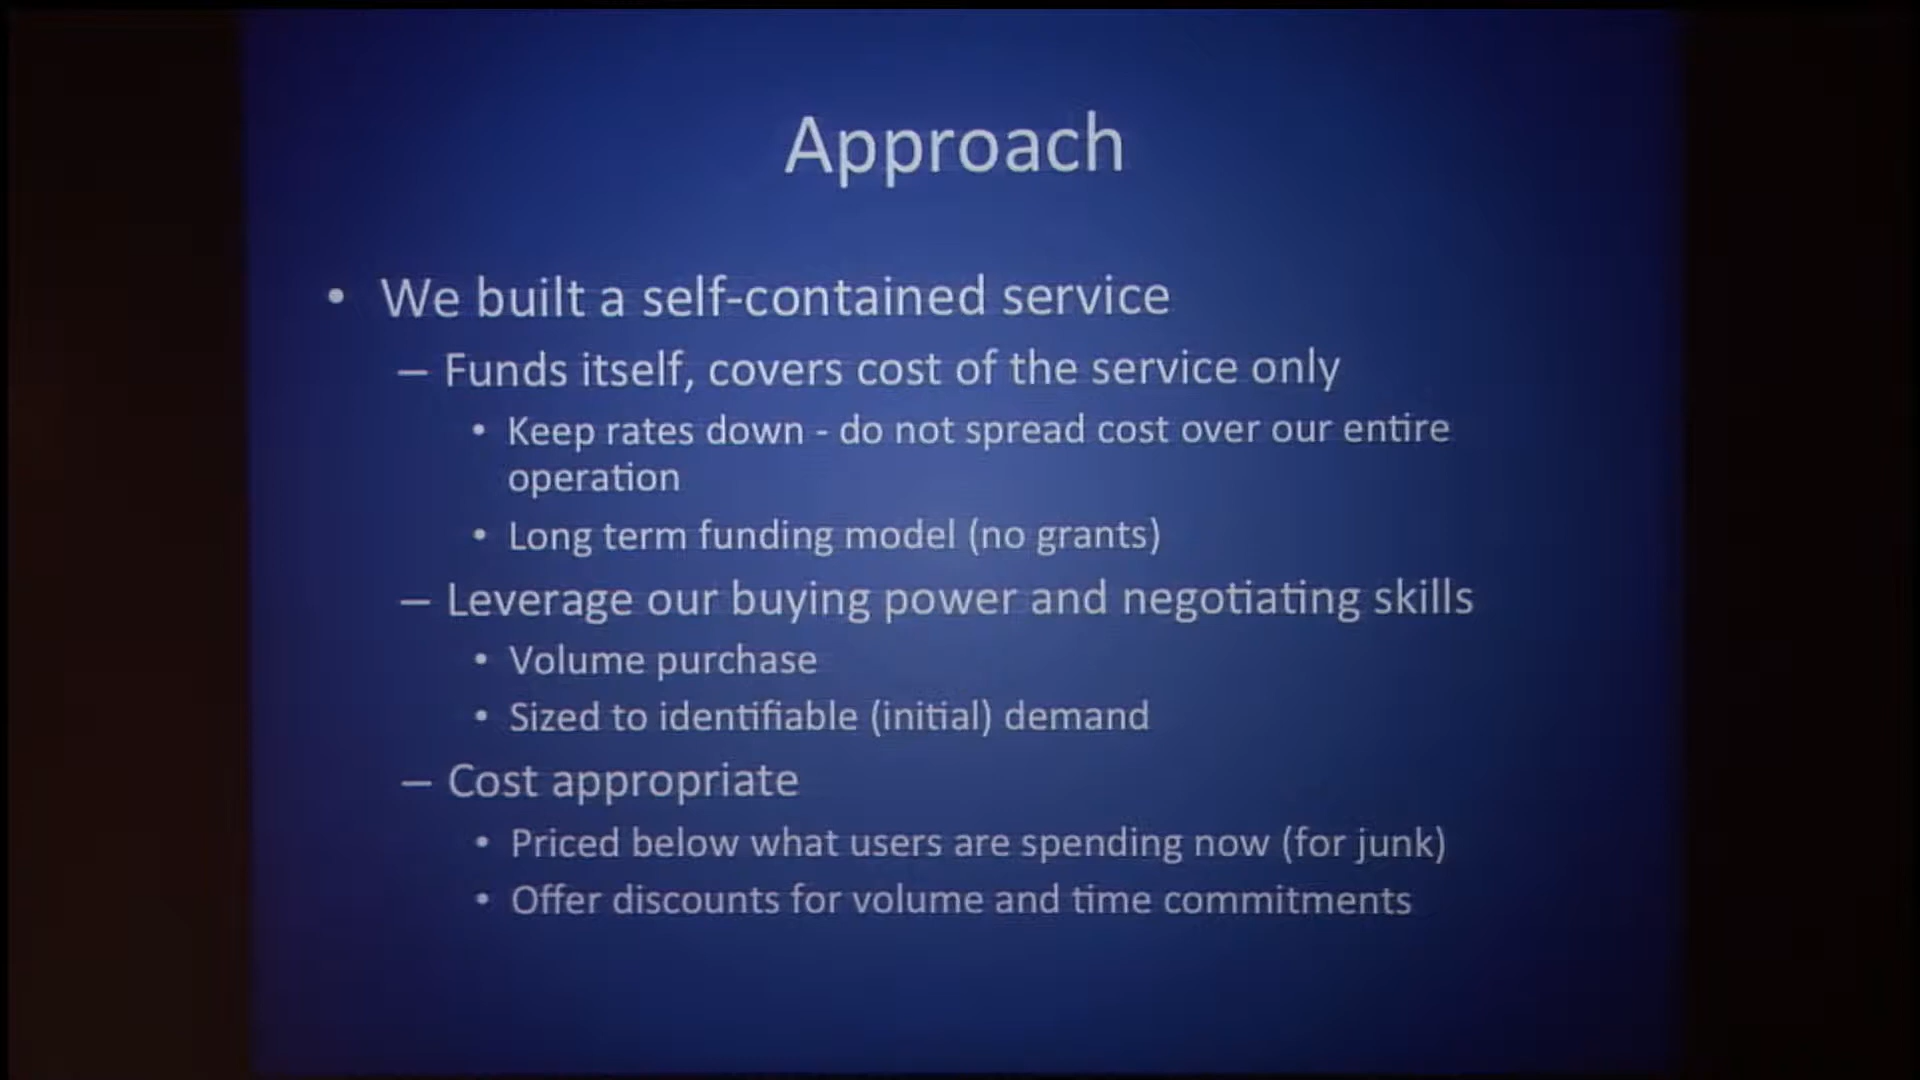 Approach
• We built a self-contained service
– Funds itself, covers cost of the service only
• Keep rates down - do not spread cost over our entire
operation
• Long term funding model (no grants)
– Leverage our buying power and negotiating skills
• Volume purchase
• Sized to identifiable (initial) demand
– Cost appropriate
• Priced below what users are spending now (for junk)
• Offer discounts for volume and time commitments